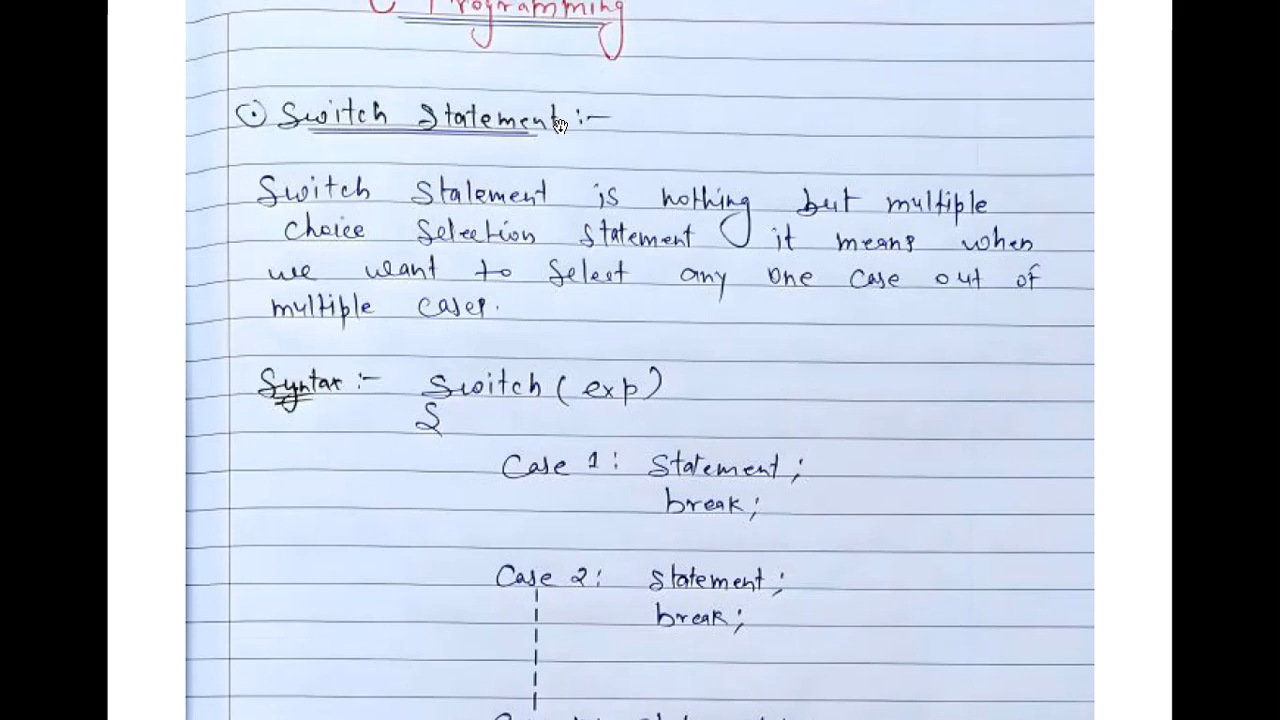 C Programming
Switch Statement :-
Switch Statement is nothing but multiple
choice Selection Statement it means when
we want to Select any one case out of
multiple cases.
Syntax :- Switch ( exp )
{
Case 1 : Statement ;
break ;
Case 2 : Statement ;
break ;